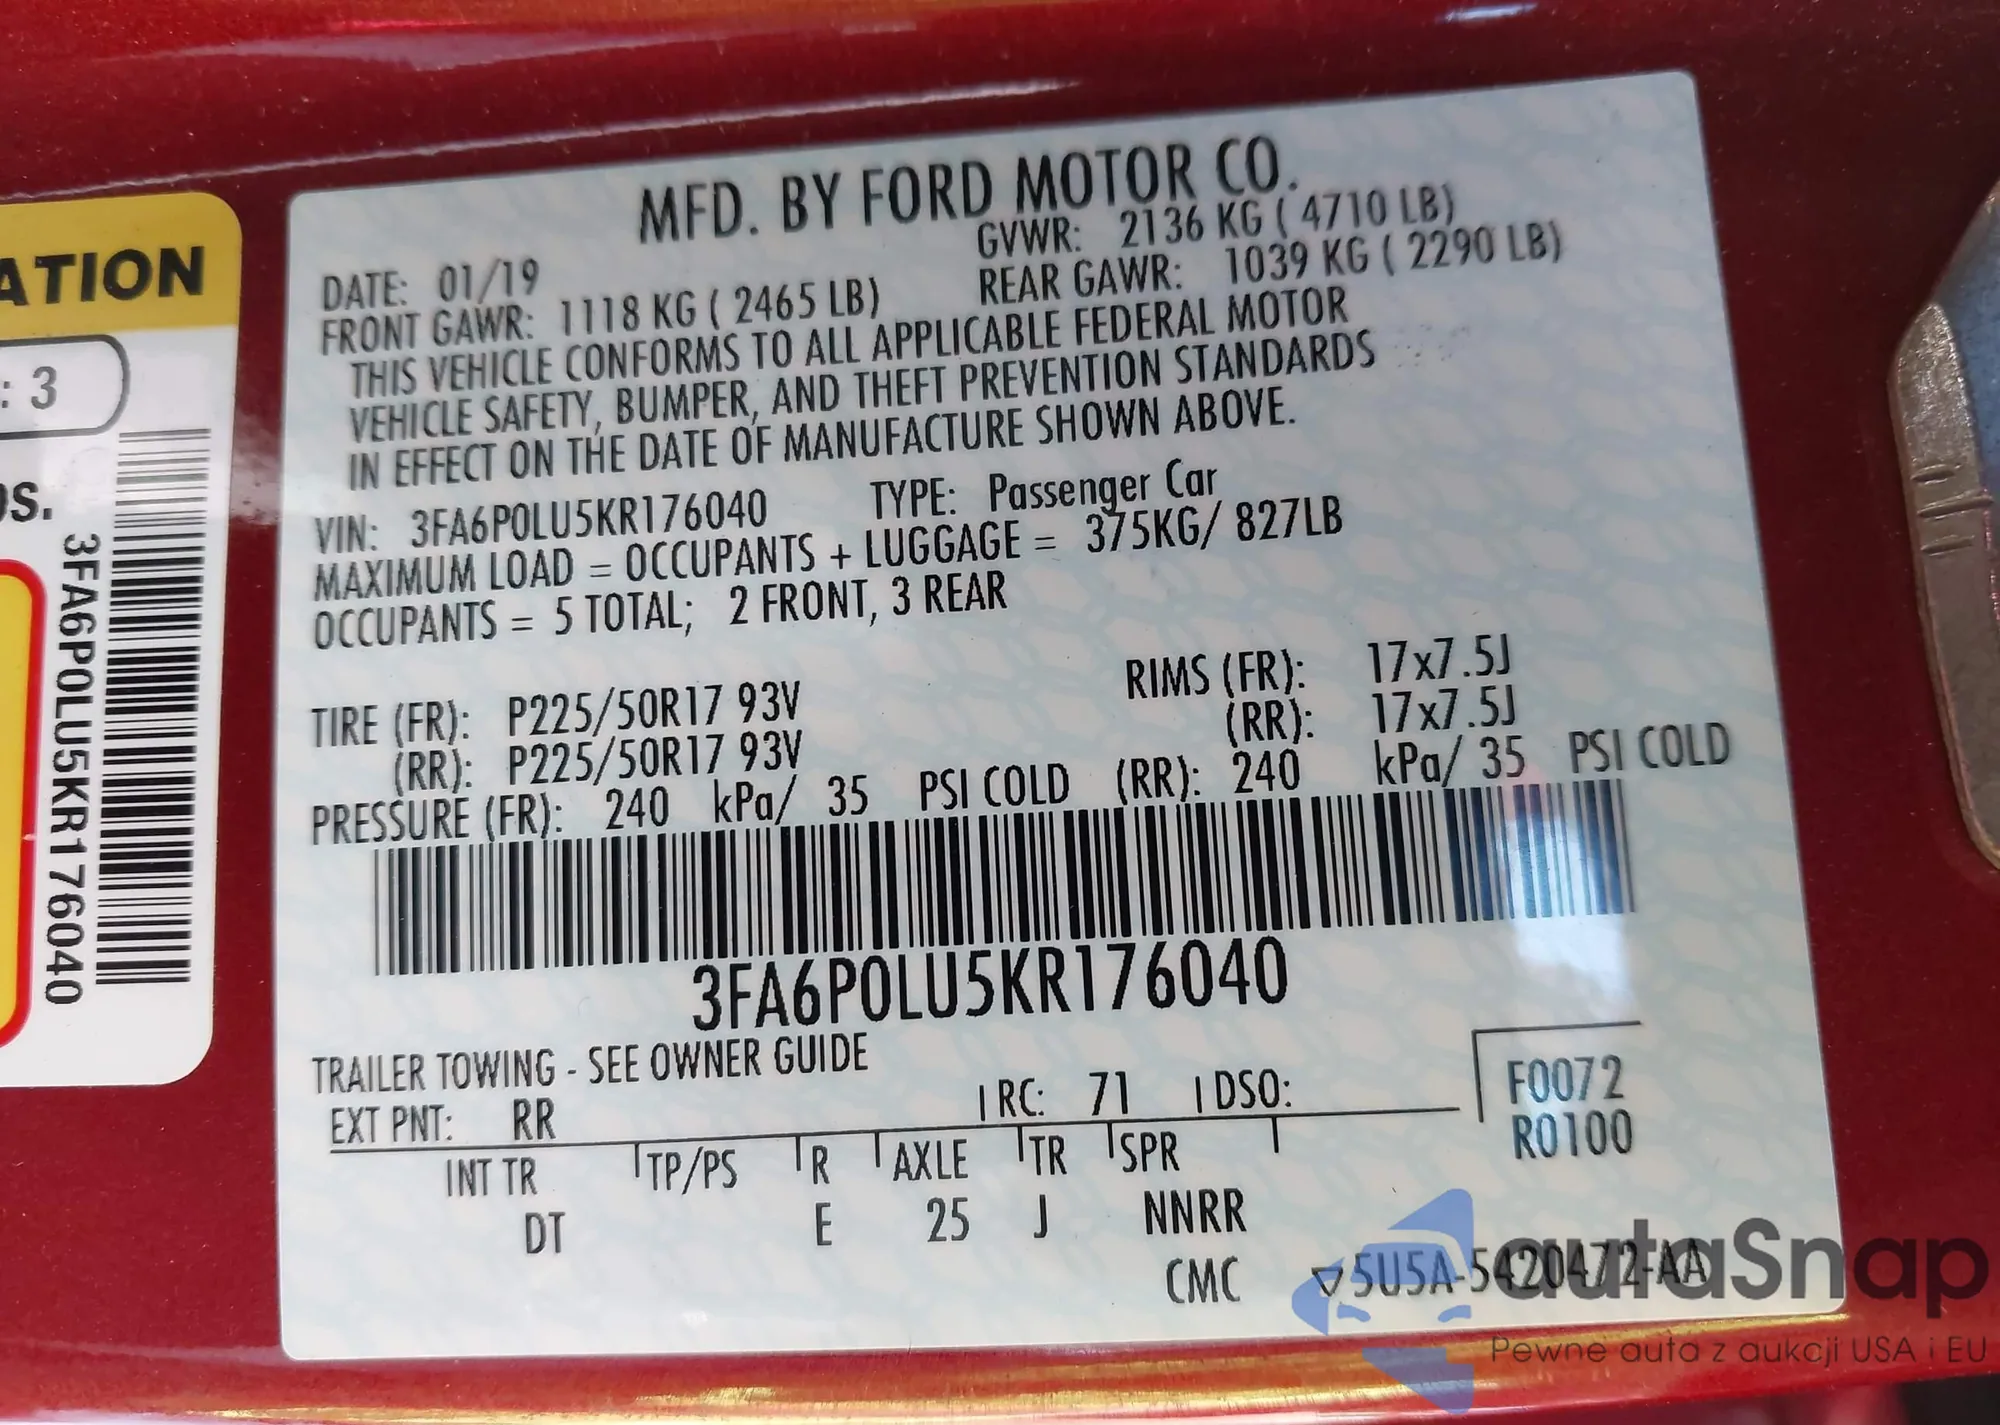 ATION
: 3
OS.
3FA6P0LU5KR176040
MFD. BY FORD MOTOR CO.
DATE: 01/19 GVWR: 2136 KG ( 4710 LB)
FRONT GAWR: 1118 KG ( 2465 LB) REAR GAWR: 1039 KG ( 2290 LB)
THIS VEHICLE CONFORMS TO ALL APPLICABLE FEDERAL MOTOR
VEHICLE SAFETY, BUMPER, AND THEFT PREVENTION STANDARDS
IN EFFECT ON THE DATE OF MANUFACTURE SHOWN ABOVE.
VIN: 3FA6P0LU5KR176040 TYPE: Passenger Car
MAXIMUM LOAD = OCCUPANTS + LUGGAGE = 375KG/ 827LB
OCCUPANTS = 5 TOTAL; 2 FRONT, 3 REAR
TIRE (FR): P225/50R17 93V RIMS (FR): 17x7.5J
(RR): P225/50R17 93V (RR): 17x7.5J
PRESSURE (FR): 240 kPa/ 35 PSI COLD (RR): 240 kPa/ 35 PSI COLD
3FA6P0LU5KR176040
TRAILER TOWING - SEE OWNER GUIDE
EXT PNT: RR RC: 71 DSO: F0072
R0100
INT TR TP/PS R AXLE TR SPR
DT E 25 J NNRR
CMC ▽5U5A-5420472-AA
autaSnap
Pewne auta z aukcji USA i EU